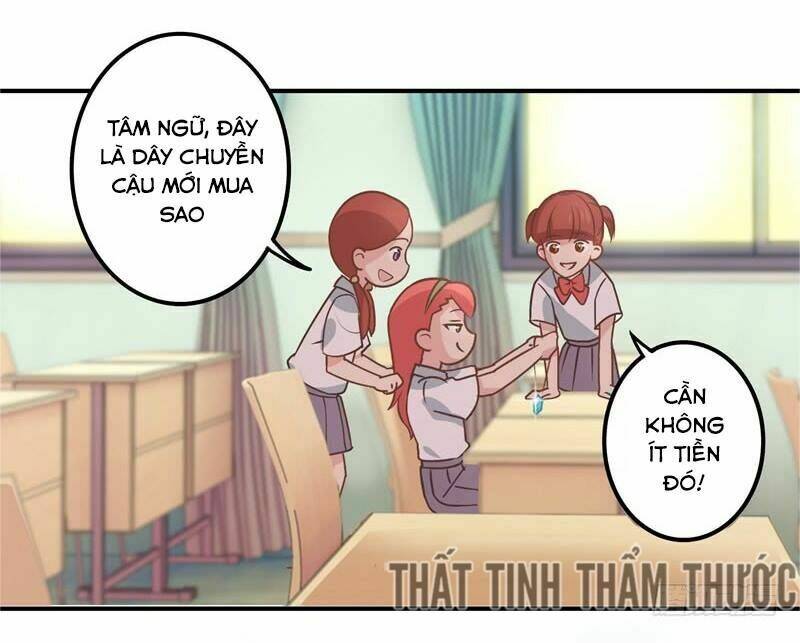 TÂM NGỮ, ĐÂY
LÀ DÂY CHUYỀN
CẬU MỚI MUA
SAO
CẦN
KHÔNG
ÍT TIỀN
ĐÓ!
THẤT TINH THẨM THƯỚC